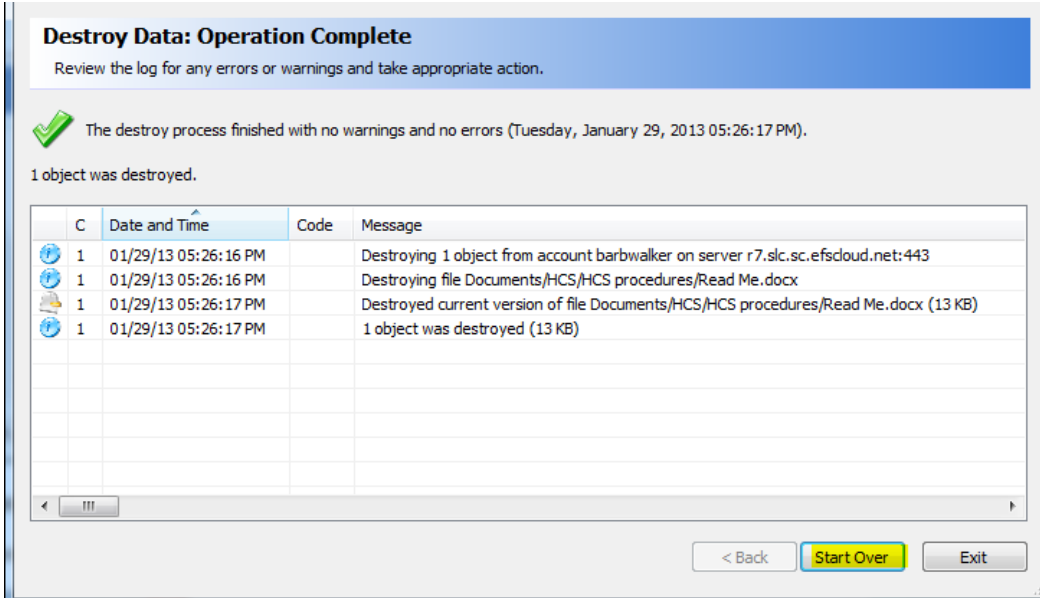 Destroy Data: Operation Complete
Review the log for any errors or warnings and take appropriate action.
The destroy process finished with no warnings and no errors (Tuesday, January 29, 2013 05:26:17 PM).
1 object was destroyed.
C Date and Time Code Message
1 01/29/13 05:26:16 PM Destroying 1 object from account barbwalker on server r7.slc.sc.efscloud.net:443
1 01/29/13 05:26:16 PM Destroying file Documents/HCS/HCS procedures/Read Me.docx
1 01/29/13 05:26:17 PM Destroyed current version of file Documents/HCS/HCS procedures/Read Me.docx (13 KB)
1 01/29/13 05:26:17 PM 1 object was destroyed (13 KB)
< Back Start Over Exit